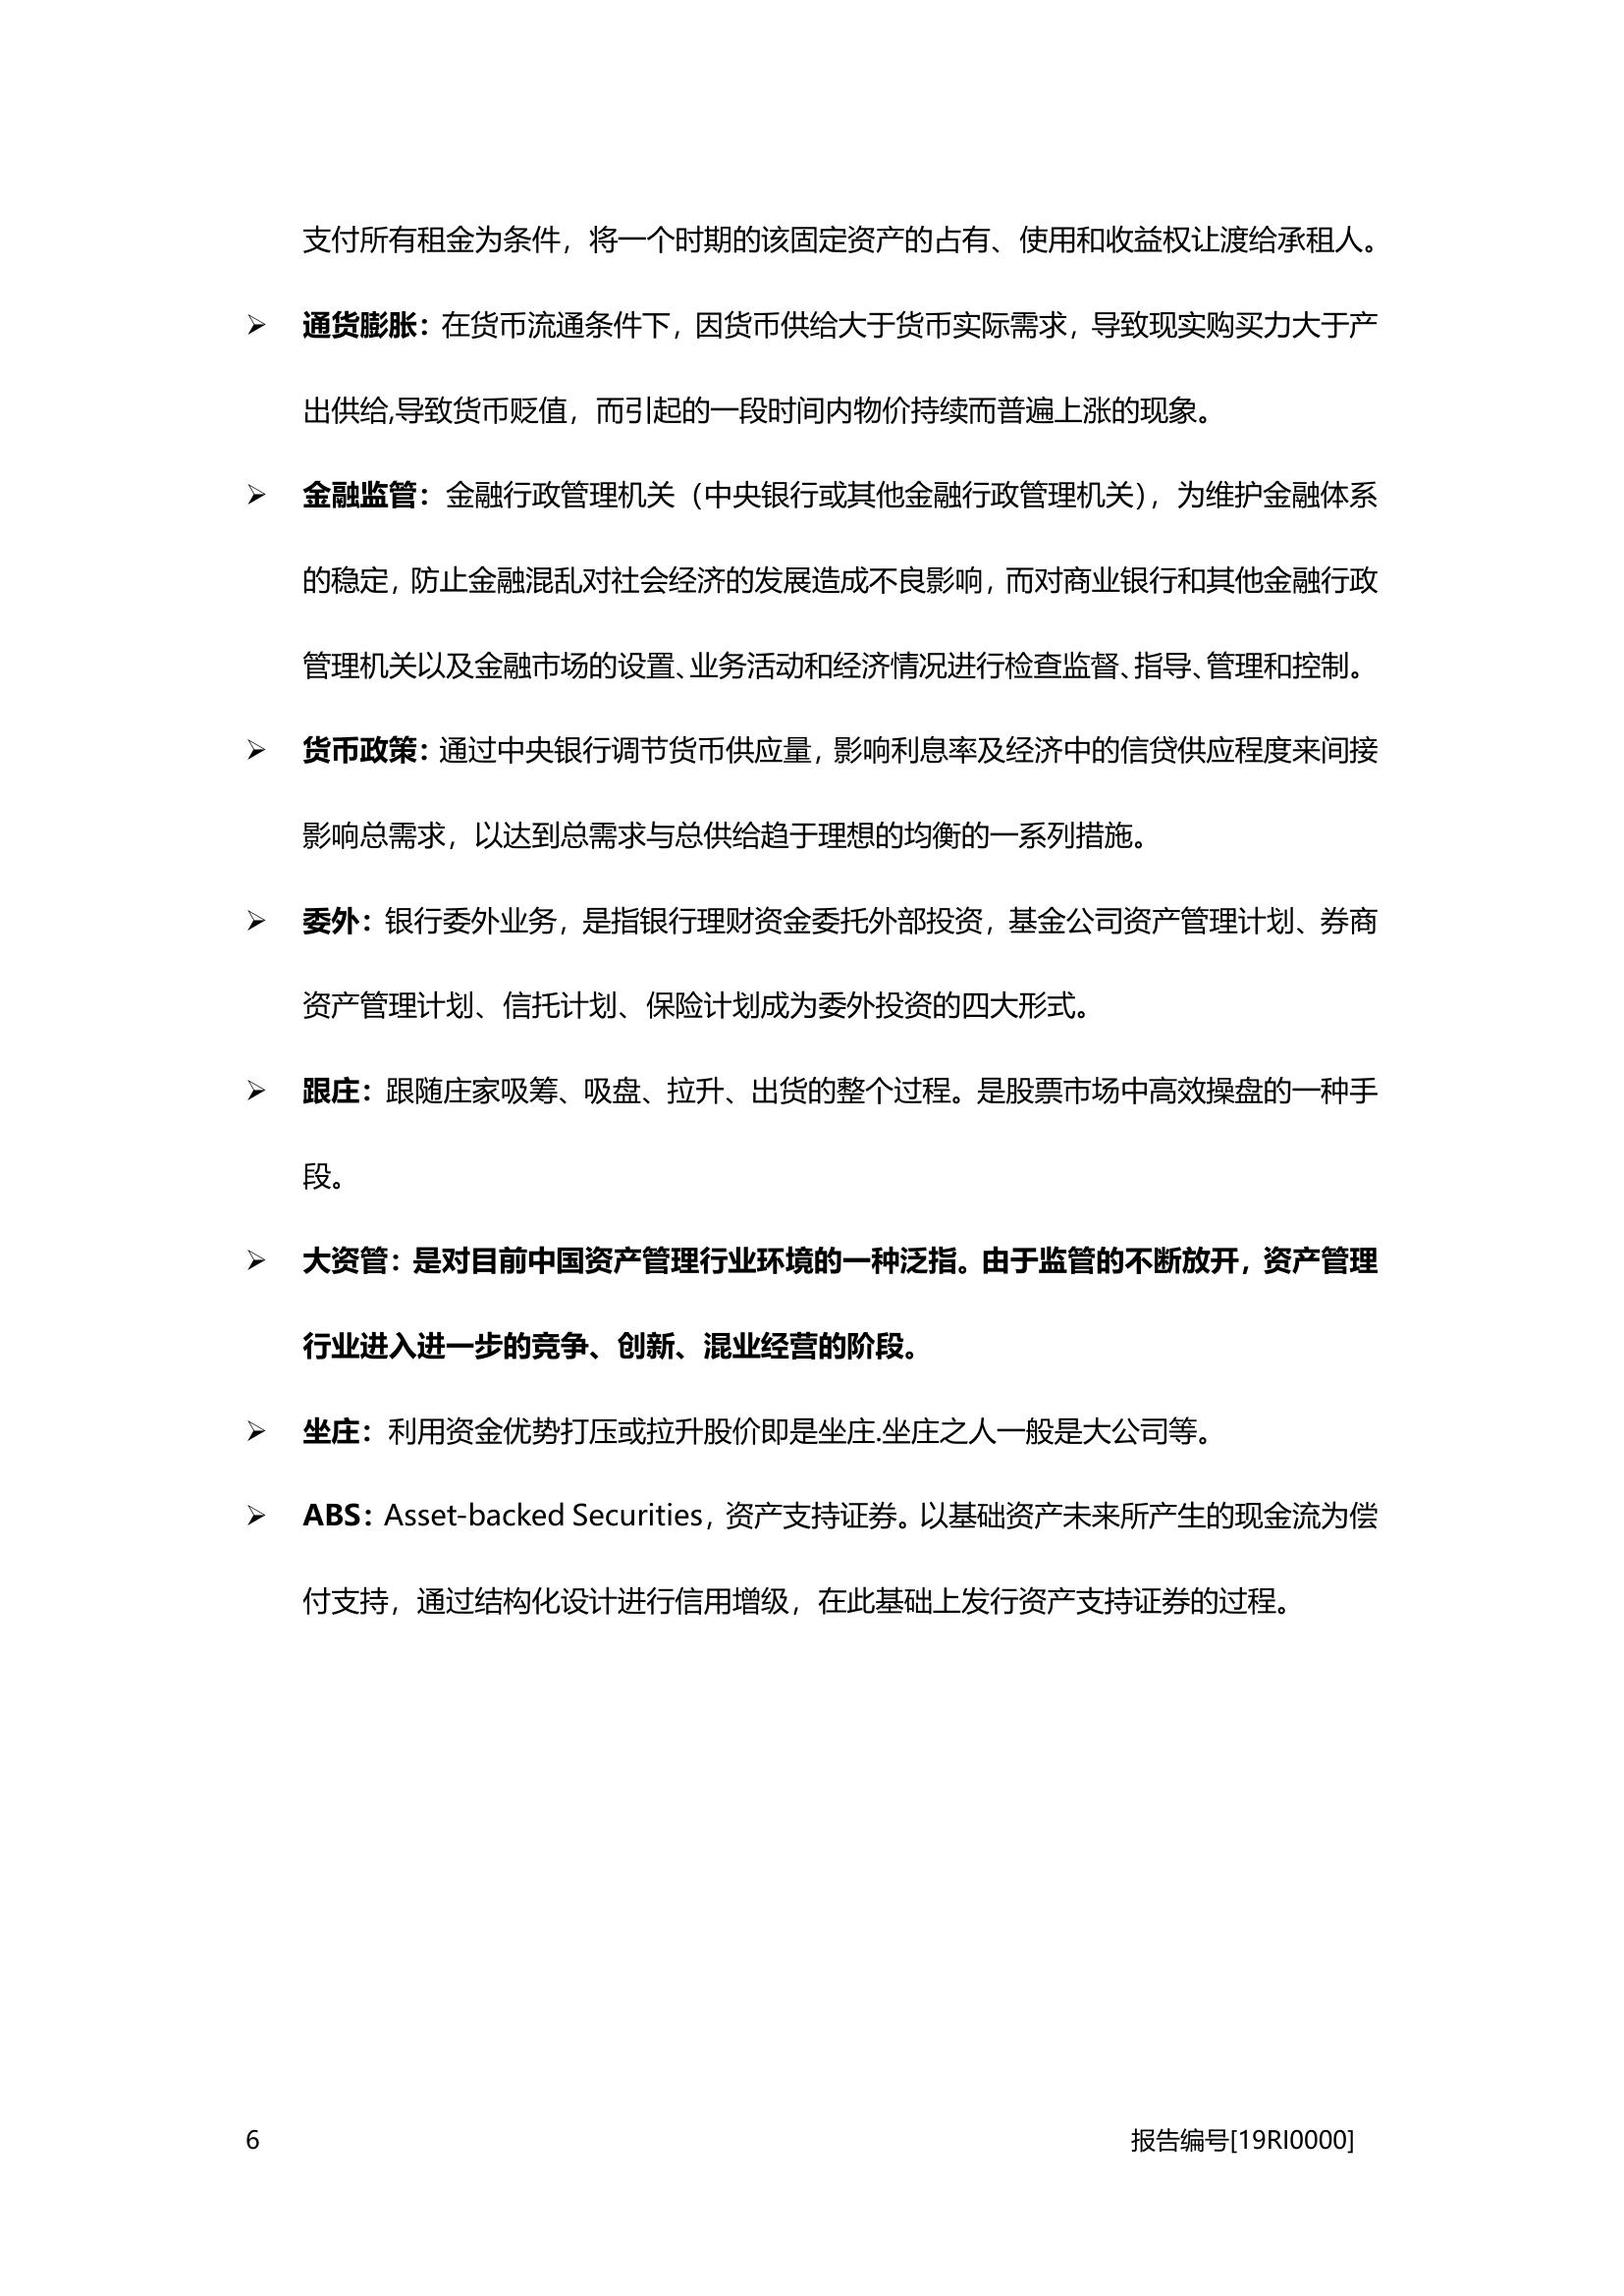 支付所有租金为条件，将一个时期的该固定资产的占有、使用和收益权让渡给承租人。
➢ 通货膨胀：在货币流通条件下，因货币供给大于货币实际需求，导致现实购买力大于产
出供给,导致货币贬值，而引起的一段时间内物价持续而普遍上涨的现象。
➢ 金融监管：金融行政管理机关（中央银行或其他金融行政管理机关），为维护金融体系
的稳定，防止金融混乱对社会经济的发展造成不良影响，而对商业银行和其他金融行政
管理机关以及金融市场的设置、业务活动和经济情况进行检查监督、指导、管理和控制。
➢ 货币政策：通过中央银行调节货币供应量，影响利息率及经济中的信贷供应程度来间接
影响总需求，以达到总需求与总供给趋于理想的均衡的一系列措施。
➢ 委外：银行委外业务，是指银行理财资金委托外部投资，基金公司资产管理计划、券商
资产管理计划、信托计划、保险计划成为委外投资的四大形式。
➢ 跟庄：跟随庄家吸筹、吸盘、拉升、出货的整个过程。是股票市场中高效操盘的一种手
段。
➢ 大资管：是对目前中国资产管理行业环境的一种泛指。由于监管的不断放开，资产管理
行业进入进一步的竞争、创新、混业经营的阶段。
➢ 坐庄：利用资金优势打压或拉升股价即是坐庄.坐庄之人一般是大公司等。
➢ ABS：Asset-backed Securities，资产支持证券。以基础资产未来所产生的现金流为偿
付支持，通过结构化设计进行信用增级，在此基础上发行资产支持证券的过程。
6 报告编号[19RI0000]